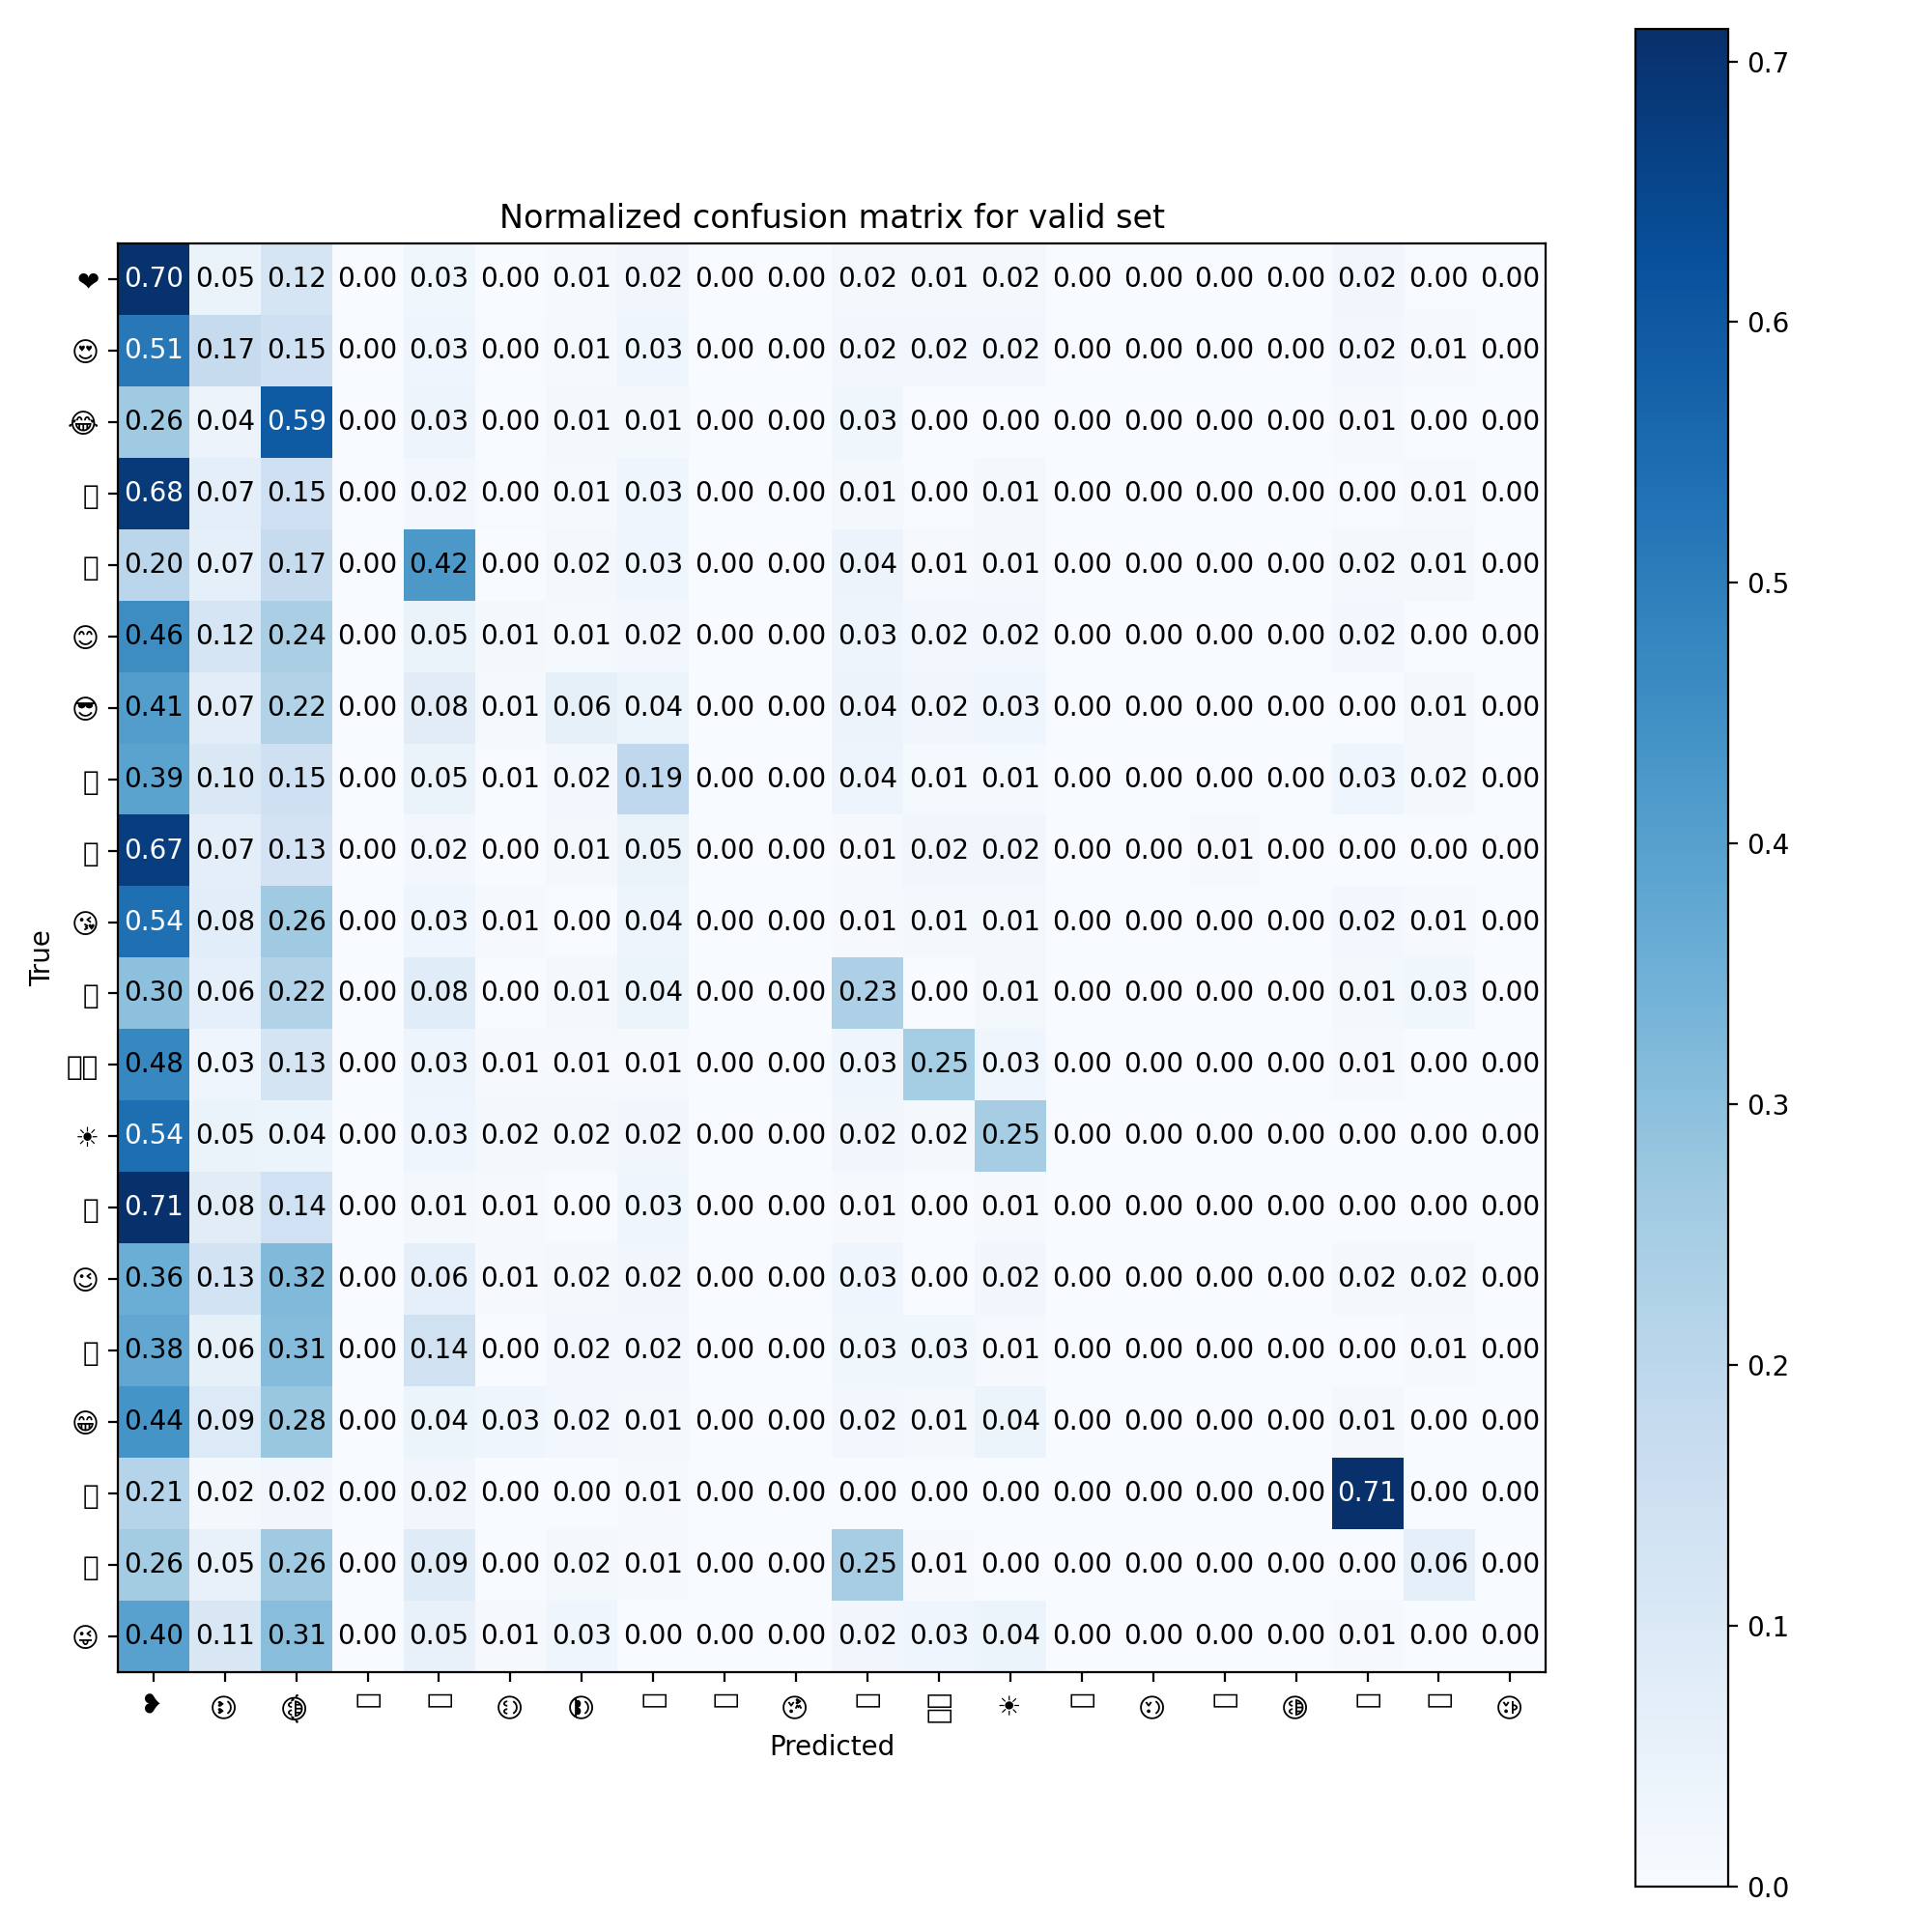 Normalized confusion matrix for valid set
❤ 0.70 0.05 0.12 0.00 0.03 0.00 0.01 0.02 0.00 0.00 0.02 0.01 0.02 0.00 0.00 0.00 0.00 0.02 0.00 0.00
😍 0.51 0.17 0.15 0.00 0.03 0.00 0.01 0.03 0.00 0.00 0.02 0.02 0.02 0.00 0.00 0.00 0.00 0.02 0.01 0.00
😂 0.26 0.04 0.59 0.00 0.03 0.00 0.01 0.01 0.00 0.00 0.03 0.00 0.00 0.00 0.00 0.00 0.00 0.01 0.00 0.00
▯ 0.68 0.07 0.15 0.00 0.02 0.00 0.01 0.03 0.00 0.00 0.01 0.00 0.01 0.00 0.00 0.00 0.00 0.00 0.01 0.00
▯ 0.20 0.07 0.17 0.00 0.42 0.00 0.02 0.03 0.00 0.00 0.04 0.01 0.01 0.00 0.00 0.00 0.00 0.02 0.01 0.00
😊 0.46 0.12 0.24 0.00 0.05 0.01 0.01 0.02 0.00 0.00 0.03 0.02 0.02 0.00 0.00 0.00 0.00 0.02 0.00 0.00
😎 0.41 0.07 0.22 0.00 0.08 0.01 0.06 0.04 0.00 0.00 0.04 0.02 0.03 0.00 0.00 0.00 0.00 0.00 0.01 0.00
▯ 0.39 0.10 0.15 0.00 0.05 0.01 0.02 0.19 0.00 0.00 0.04 0.01 0.01 0.00 0.00 0.00 0.00 0.03 0.02 0.00
▯ 0.67 0.07 0.13 0.00 0.02 0.00 0.01 0.05 0.00 0.00 0.01 0.02 0.02 0.00 0.00 0.01 0.00 0.00 0.00 0.00
😘 0.54 0.08 0.26 0.00 0.03 0.01 0.00 0.04 0.00 0.00 0.01 0.01 0.01 0.00 0.00 0.00 0.00 0.02 0.01 0.00
▯ 0.30 0.06 0.22 0.00 0.08 0.00 0.01 0.04 0.00 0.00 0.23 0.00 0.01 0.00 0.00 0.00 0.00 0.01 0.03 0.00
▯▯ 0.48 0.03 0.13 0.00 0.03 0.01 0.01 0.01 0.00 0.00 0.03 0.25 0.03 0.00 0.00 0.00 0.00 0.01 0.00 0.00
☀ 0.54 0.05 0.04 0.00 0.03 0.02 0.02 0.02 0.00 0.00 0.02 0.02 0.25 0.00 0.00 0.00 0.00 0.00 0.00 0.00
▯ 0.71 0.08 0.14 0.00 0.01 0.01 0.00 0.03 0.00 0.00 0.01 0.00 0.01 0.00 0.00 0.00 0.00 0.00 0.00 0.00
😉 0.36 0.13 0.32 0.00 0.06 0.01 0.02 0.02 0.00 0.00 0.03 0.00 0.02 0.00 0.00 0.00 0.00 0.02 0.02 0.00
▯ 0.38 0.06 0.31 0.00 0.14 0.00 0.02 0.02 0.00 0.00 0.03 0.03 0.01 0.00 0.00 0.00 0.00 0.00 0.01 0.00
😁 0.44 0.09 0.28 0.00 0.04 0.03 0.02 0.01 0.00 0.00 0.02 0.01 0.04 0.00 0.00 0.00 0.00 0.01 0.00 0.00
▯ 0.21 0.02 0.02 0.00 0.02 0.00 0.00 0.01 0.00 0.00 0.00 0.00 0.00 0.00 0.00 0.00 0.00 0.71 0.00 0.00
▯ 0.26 0.05 0.26 0.00 0.09 0.00 0.02 0.01 0.00 0.00 0.25 0.01 0.00 0.00 0.00 0.00 0.00 0.00 0.06 0.00
😜 0.40 0.11 0.31 0.00 0.05 0.01 0.03 0.00 0.00 0.00 0.02 0.03 0.04 0.00 0.00 0.00 0.00 0.01 0.00 0.00
❤ 😍 😂 ▯ ▯ 😊 😎 ▯ ▯ 😘 ▯ ▯▯ ☀ ▯ 😉 ▯ 😁 ▯ ▯ 😜
True
Predicted
0.7
0.6
0.5
0.4
0.3
0.2
0.1
0.0